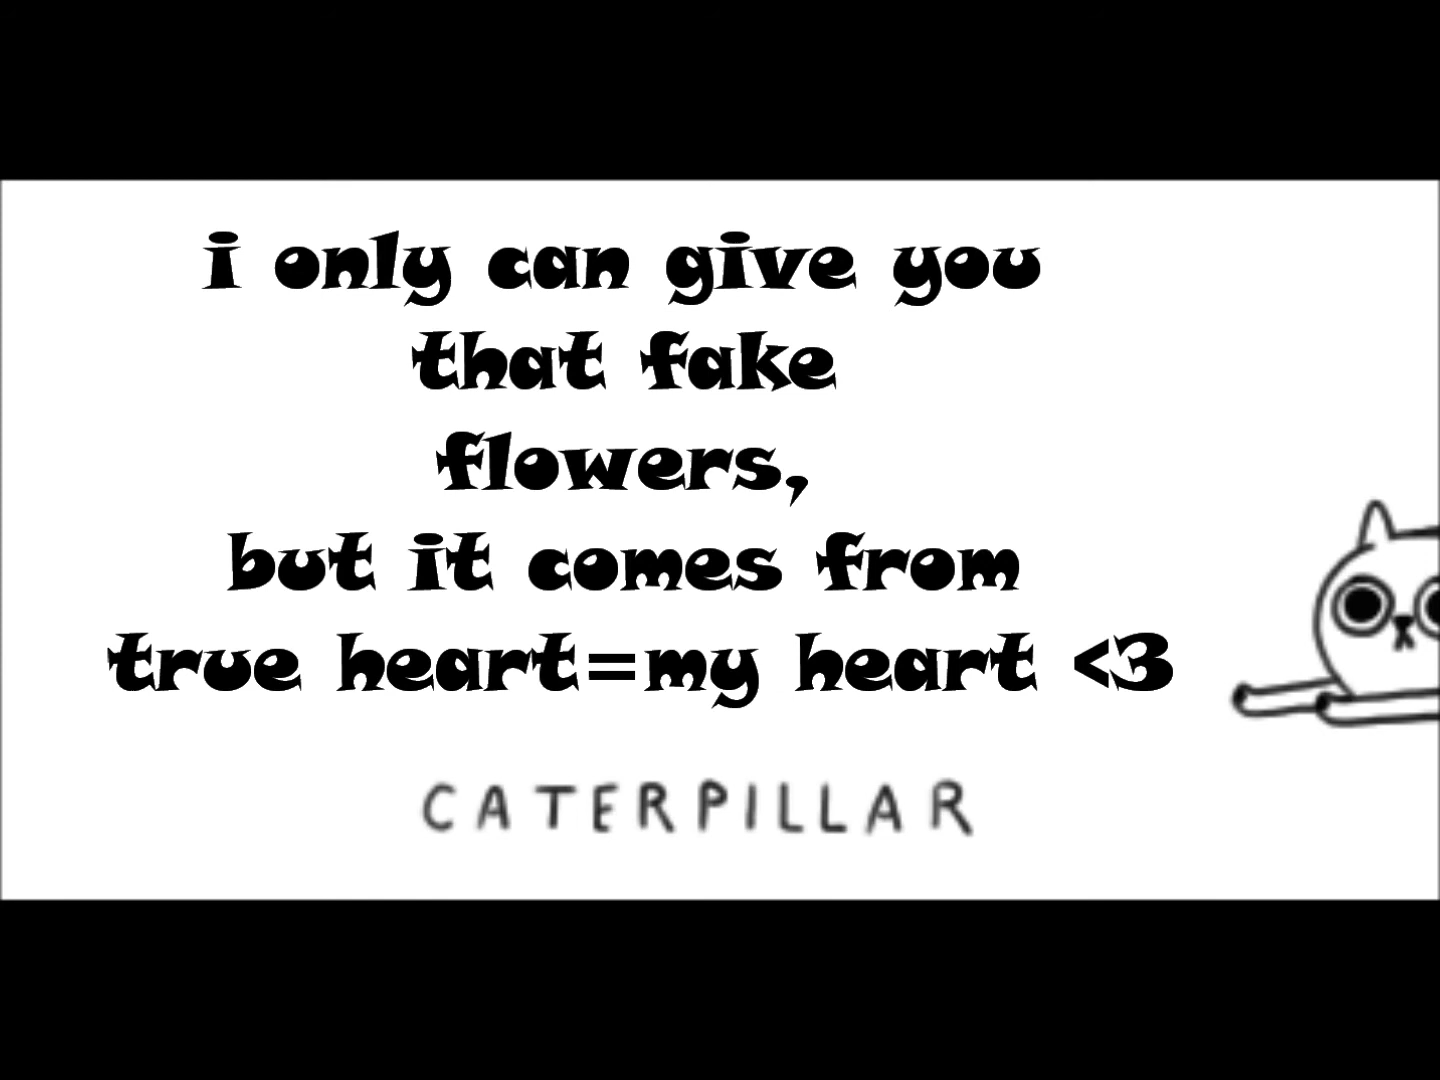 i only can give you
that fake
flowers,
but it comes from
true heart=my heart <3
CATERPILLAR